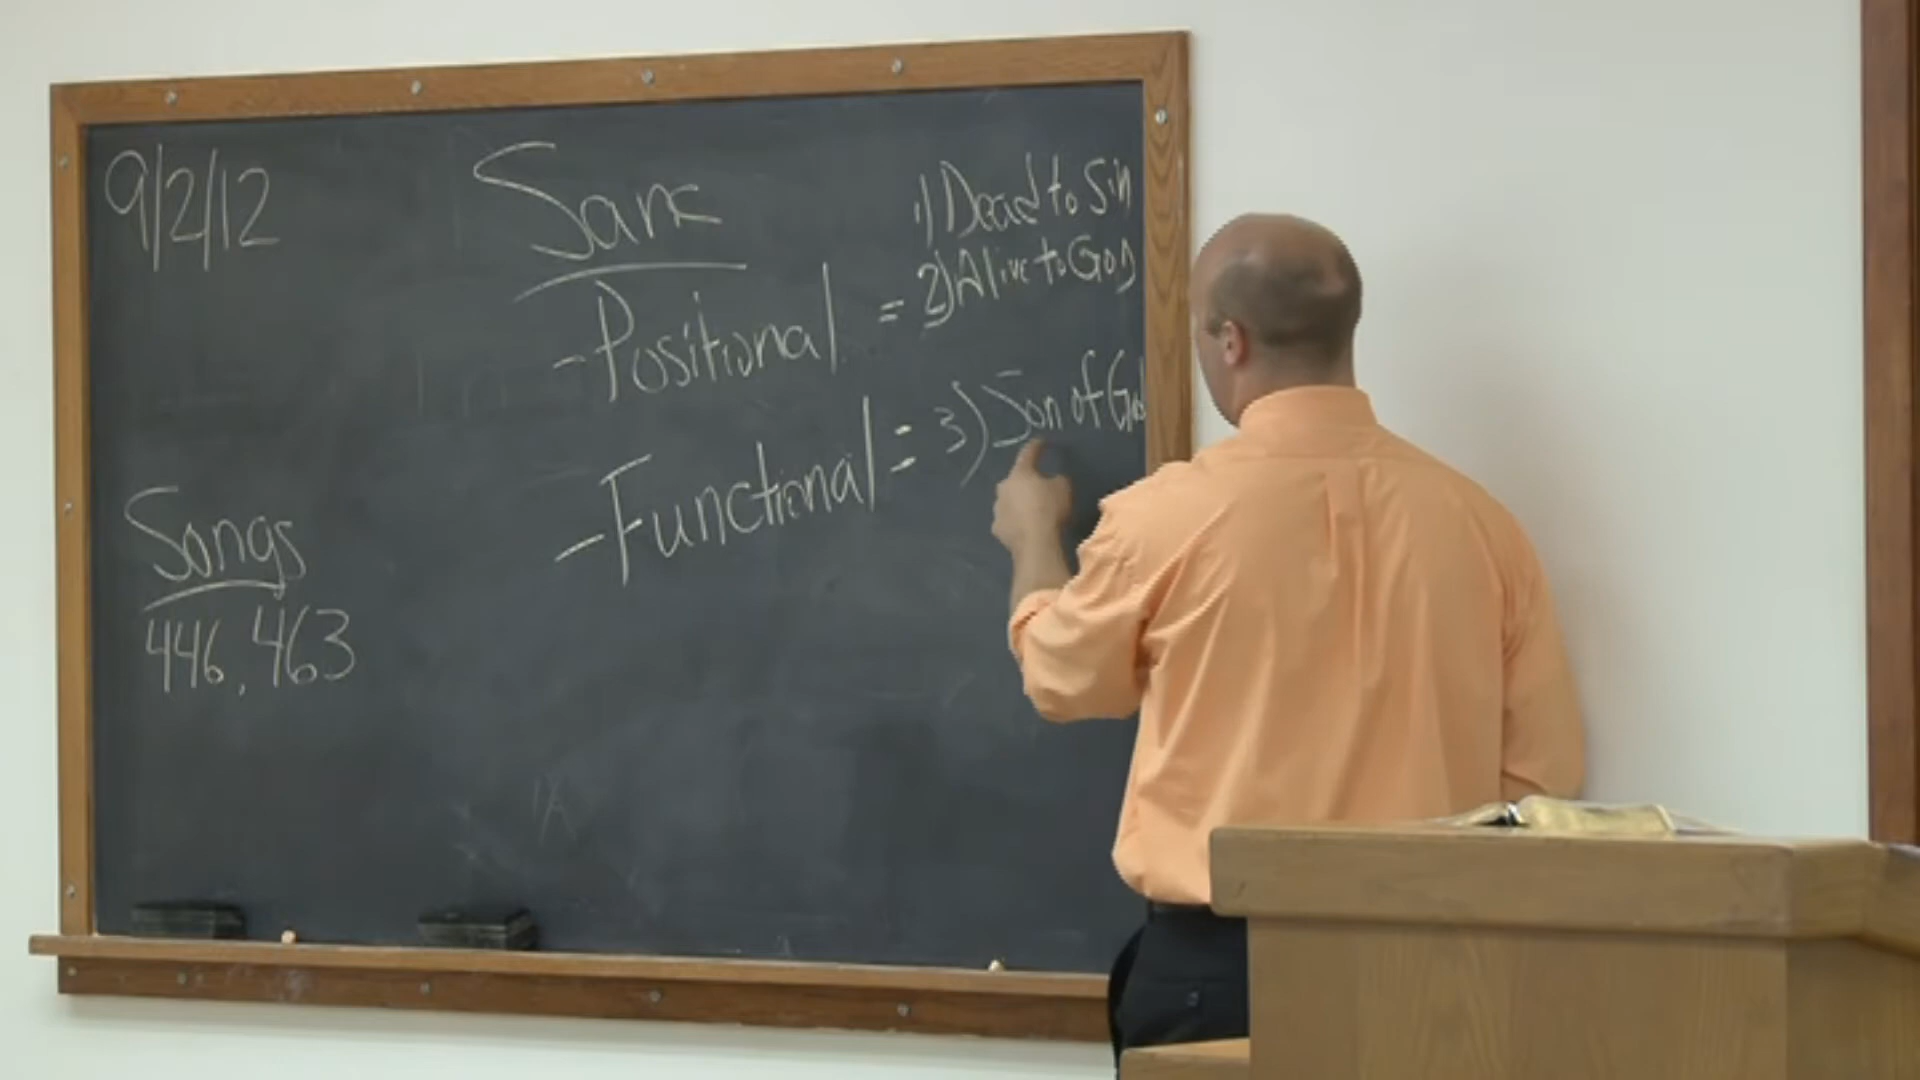 9/2/12
Sanc
1) Dead to Sin
2) Alive to God
- Positional =
- Functional = 3) Son of God
Songs
446, 463